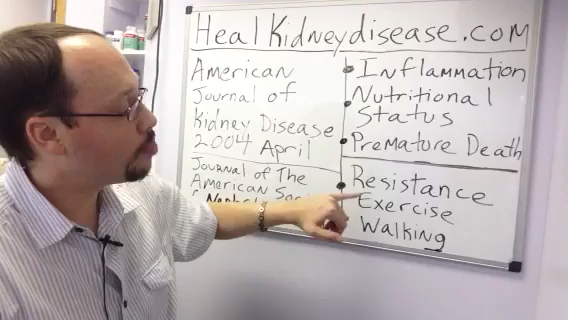 HealKidneydisease.com
American
Journal of
Kidney Disease
2004 April
Journal of The
American
• Inflammation
• Nutritional
Status
• Premature Death
• Resistance
Exercise
Walking